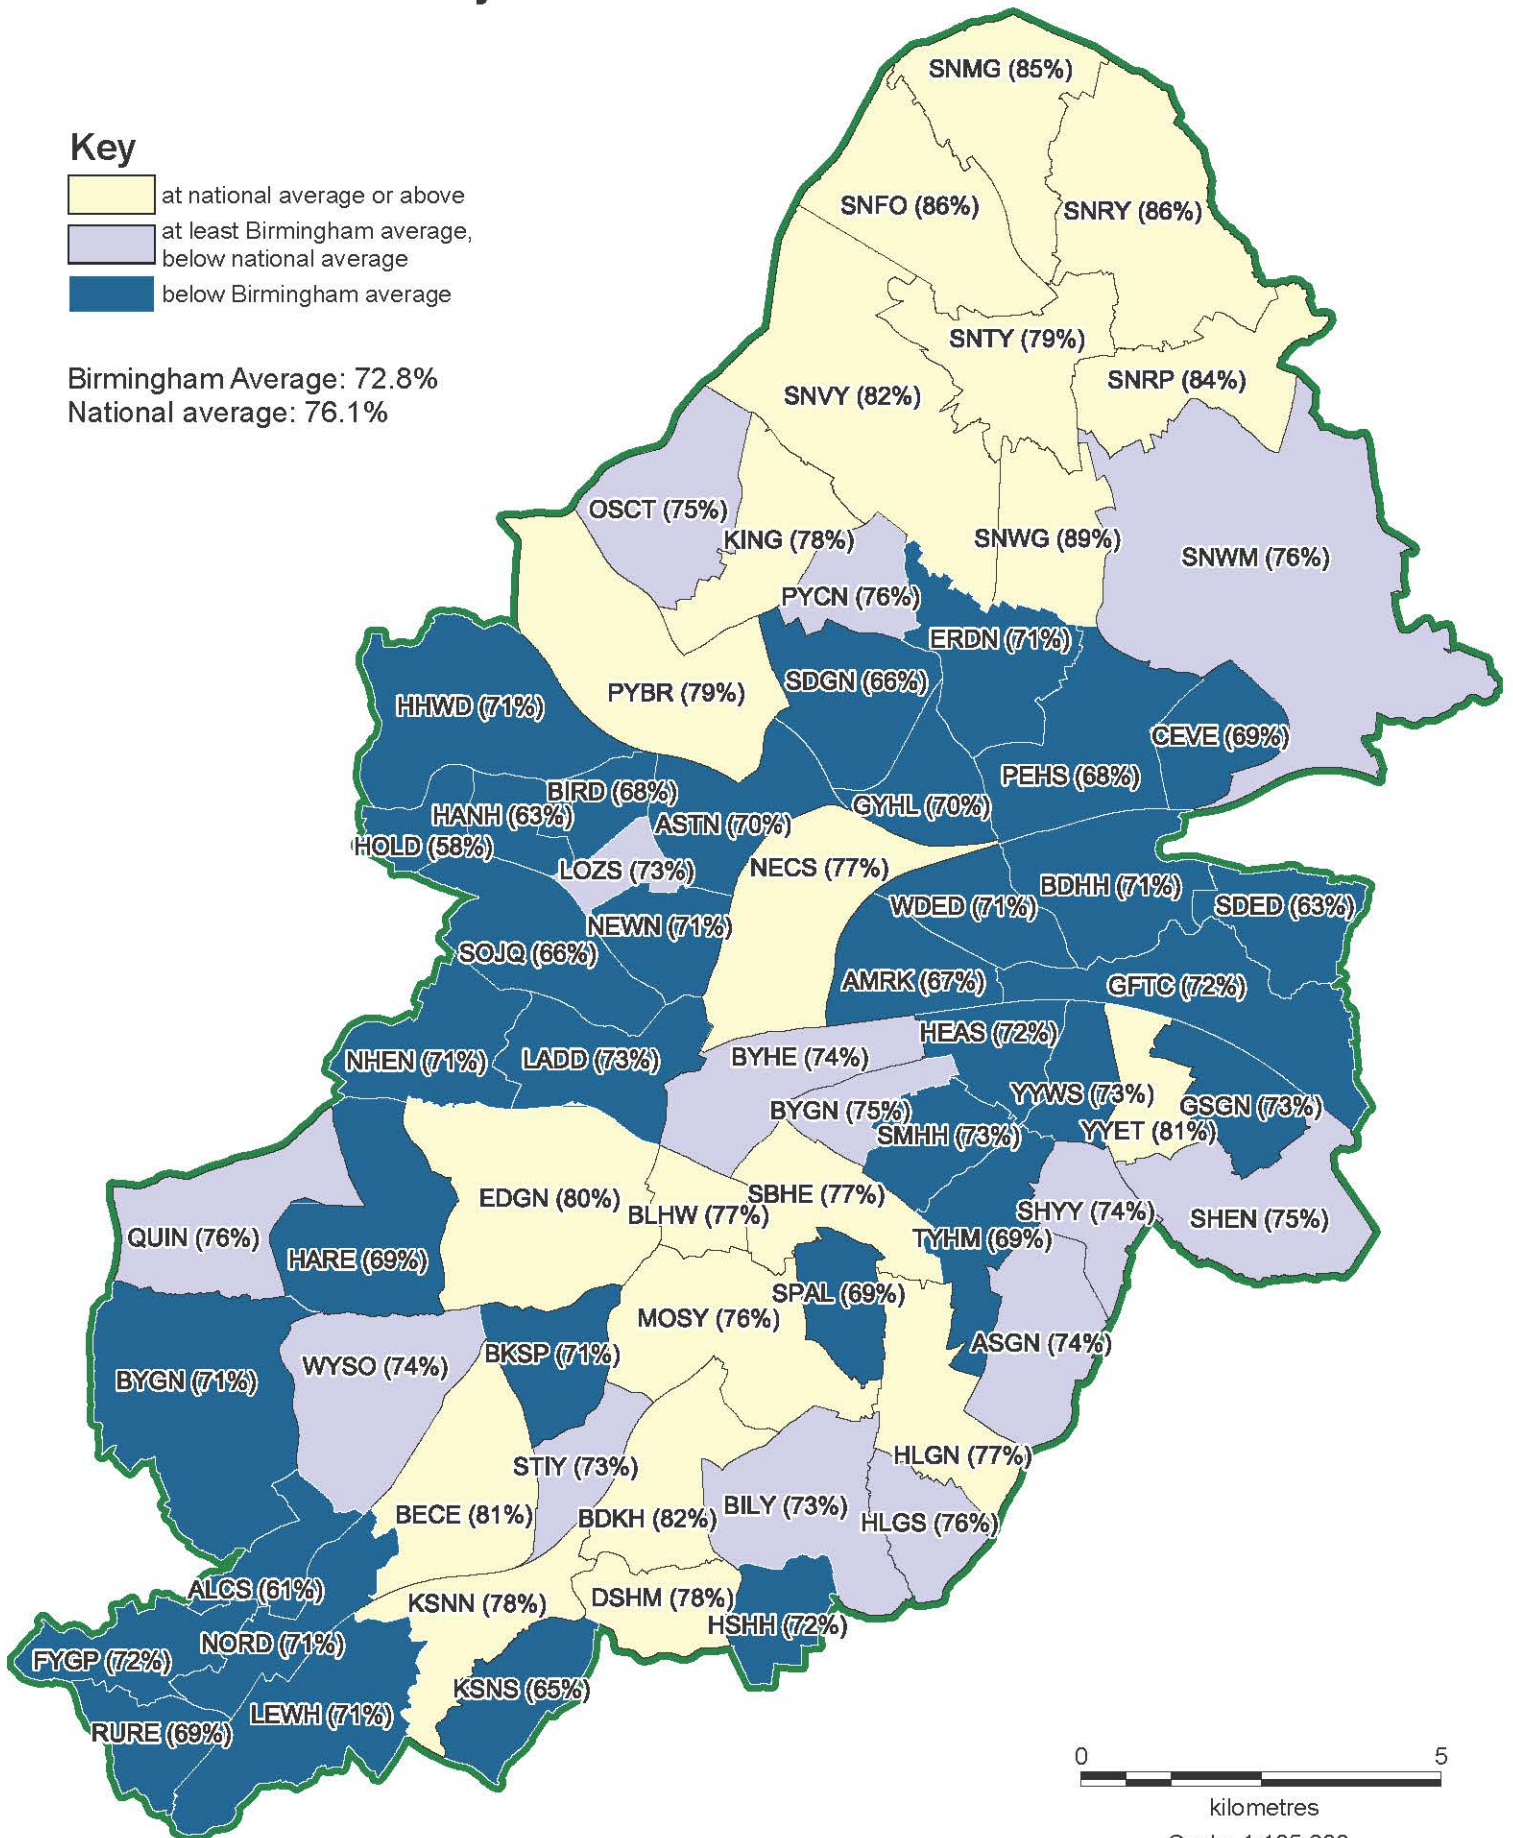 Key
at national average or above
at least Birmingham average,
below national average
below Birmingham average
Birmingham Average: 72.8%
National average: 76.1%
SNMG (85%)
SNFO (86%)
SNRY (86%)
SNTY (79%)
SNRP (84%)
SNVY (82%)
OSCT (75%)
KING (78%)
SNWG (89%)
SNWM (76%)
PYCN (76%)
ERDN (71%)
SDGN (66%)
PYBR (79%)
HHWD (71%)
CEVE (69%)
PEHS (68%)
BIRD (68%)
GYHL (70%)
HANH (63%)
ASTN (70%)
HOLD (58%)
LOZS (73%)
NECS (77%)
BDHH (71%)
WDED (71%)
SDED (63%)
NEWN (71%)
SOJQ (66%)
AMRK (67%)
GFTC (72%)
HEAS (72%)
NHEN (71%)
LADD (73%)
BYHE (74%)
YYWS (73%)
GSGN (73%)
BYGN (75%)
SMHH (73%)
YYET (81%)
EDGN (80%)
SBHE (77%)
BLHW (77%)
SHYY (74%)
SHEN (75%)
QUIN (76%)
TYHM (69%)
HARE (69%)
SPAL (69%)
MOSY (76%)
ASGN (74%)
BKSP (71%)
WYSO (74%)
BYGN (71%)
HLGN (77%)
STIY (73%)
BILY (73%)
BECE (81%)
BDKH (82%)
HLGS (76%)
ALCS (61%)
DSHM (78%)
KSNN (78%)
HSHH (72%)
NORD (71%)
FYGP (72%)
KSNS (65%)
LEWH (71%)
RURE (69%)
0 5
kilometres